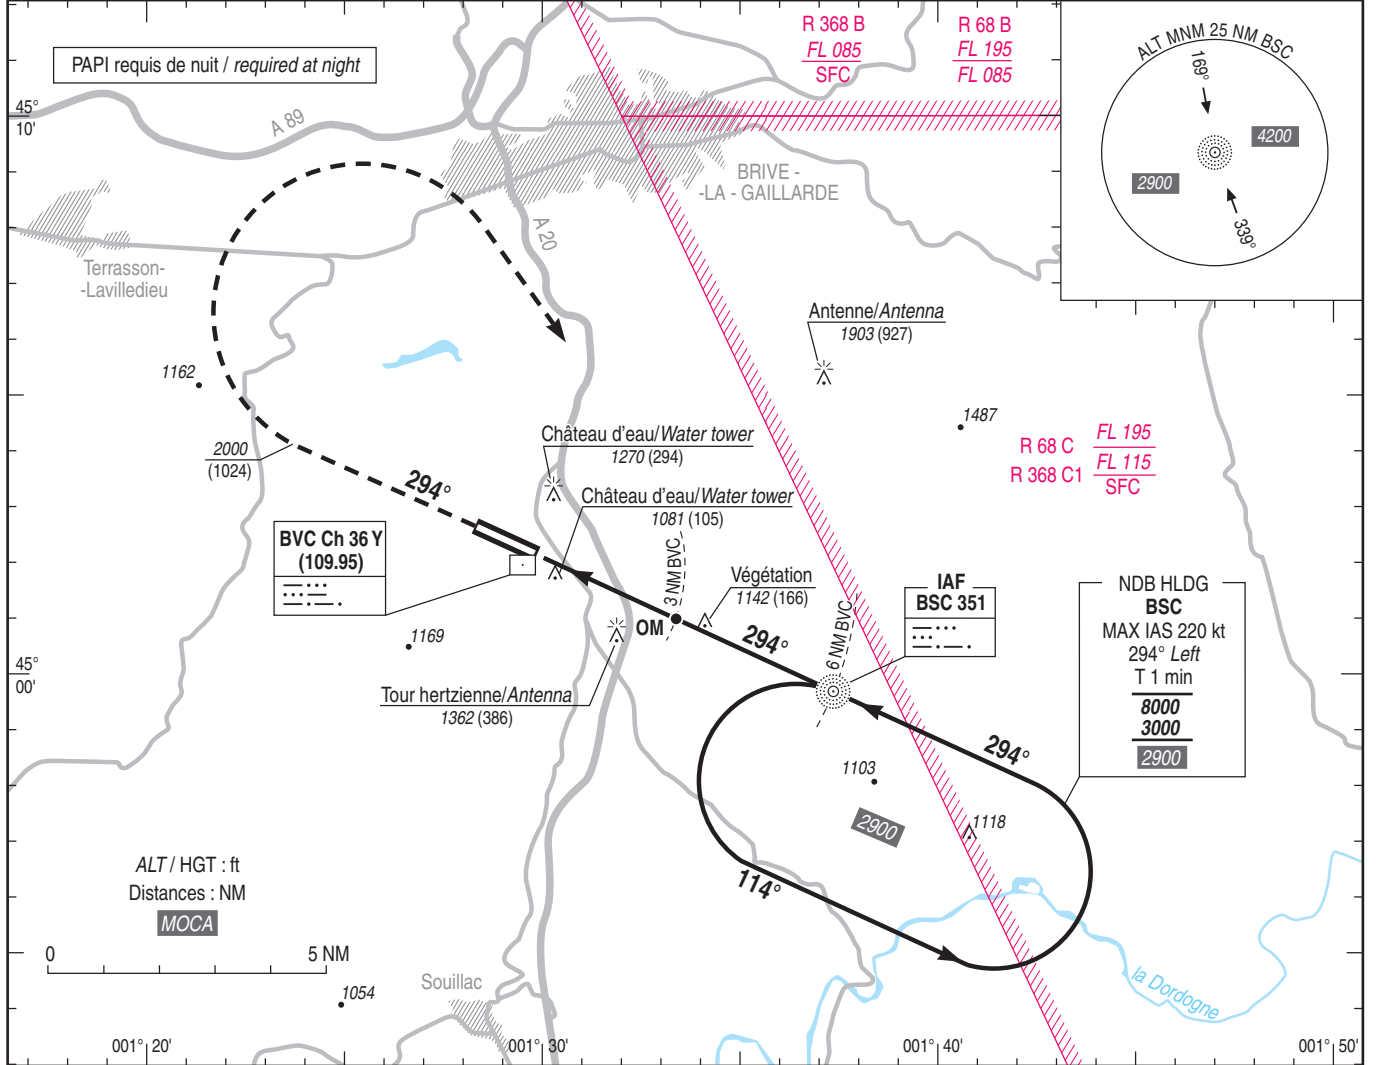 PAPI requis de nuit / required at night
R 368 B
FL 085
SFC
R 68 B
FL 195
FL 085
ALT MNM 25 NM BSC
169°
4200
2900
339°
45°
10'
A 89
BRIVE -
-LA - GAILLARDE
A 20
Terrasson-
-Lavilledieu
Antenne/Antenna
1903 (927)
1162
1487
R 68 C
FL 195
R 368 C1
FL 115
SFC
2000
(1024)
Château d'eau/Water tower
1270 (294)
294°
Château d'eau/Water tower
1081 (105)
BVC Ch 36 Y
(109.95)
3 NM BVC
Végétation
1142 (166)
IAF
BSC 351
NDB HLDG
BSC
MAX IAS 220 kt
294° Left
T 1 min
8000
3000
2900
OM
294°
6 NM BVC
1169
45°
00'
Tour hertzienne/Antenna
1362 (386)
294°
1103
2900
1118
114°
ALT / HGT : ft
Distances : NM
MOCA
0
5 NM
1054
Souillac
la Dordogne
001° 20'
001° 30'
001° 40'
001° 50'